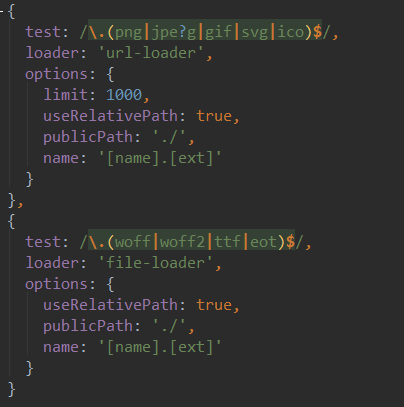 {
  test: /\.(png|jpe?g|gif|svg|ico)$/,
  loader: 'url-loader',
  options: {
    limit: 1000,
    useRelativePath: true,
    publicPath: './',
    name: '[name].[ext]'
  }
},
{
  test: /\.(woff|woff2|ttf|eot)$/,
  loader: 'file-loader',
  options: {
    useRelativePath: true,
    publicPath: './',
    name: '[name].[ext]'
  }
}